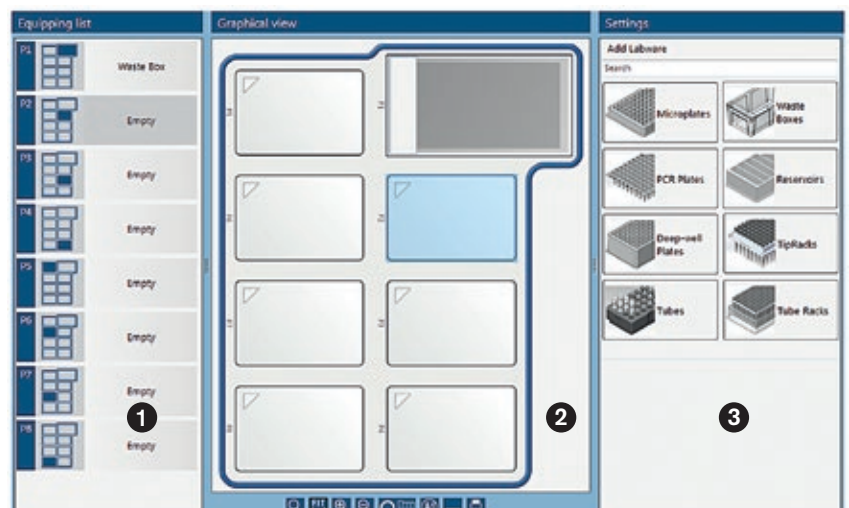 Equipping list
P1
Waste Box
P2
Empty
P3
Empty
P4
Empty
P5
Empty
P6
Empty
P7
Empty
P8
Empty
1
Graphical view
2
FIT
Settings
Add Labware
Search
Microplates
Waste Boxes
PCR Plates
Reservoirs
Deep-well Plates
TipRacks
Tubes
Tube Racks
3